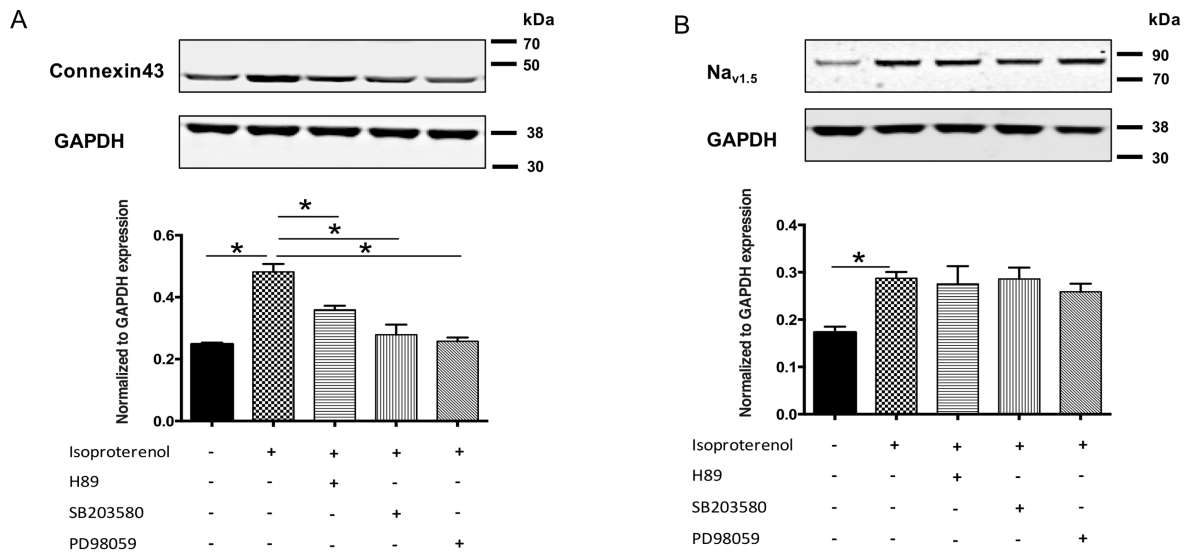 A
kDa
70
50
Connexin43
GAPDH
38
30
Normalized to GAPDH expression
0.6
0.4
0.2
0.0
* * * *
Isoproterenol - + + + +
H89 - - + - -
SB203580 - - - + -
PD98059 - - - - +
B
kDa
90
70
Nav1.5
GAPDH
38
30
Normalized to GAPDH expression
0.4
0.3
0.2
0.1
0.0
*
Isoproterenol - + + + +
H89 - - + - -
SB203580 - - - + -
PD98059 - - - - +